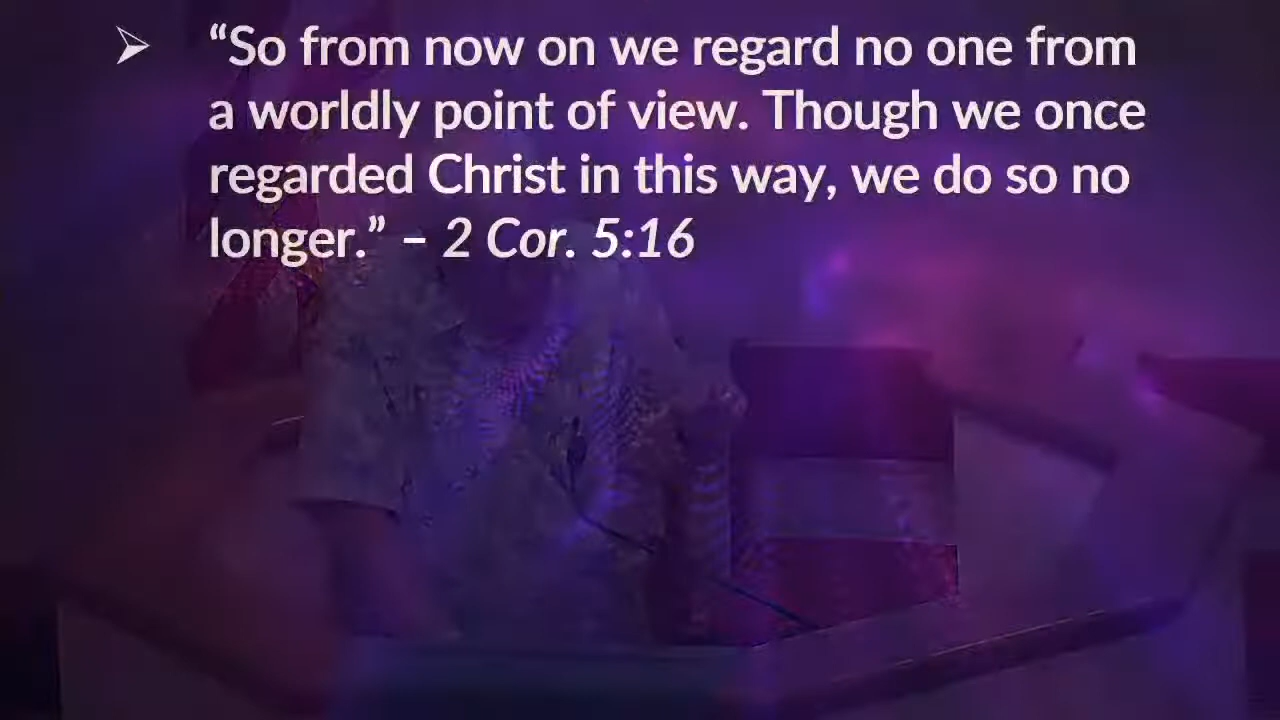 ➢ “So from now on we regard no one from
a worldly point of view. Though we once
regarded Christ in this way, we do so no
longer.” – 2 Cor. 5:16